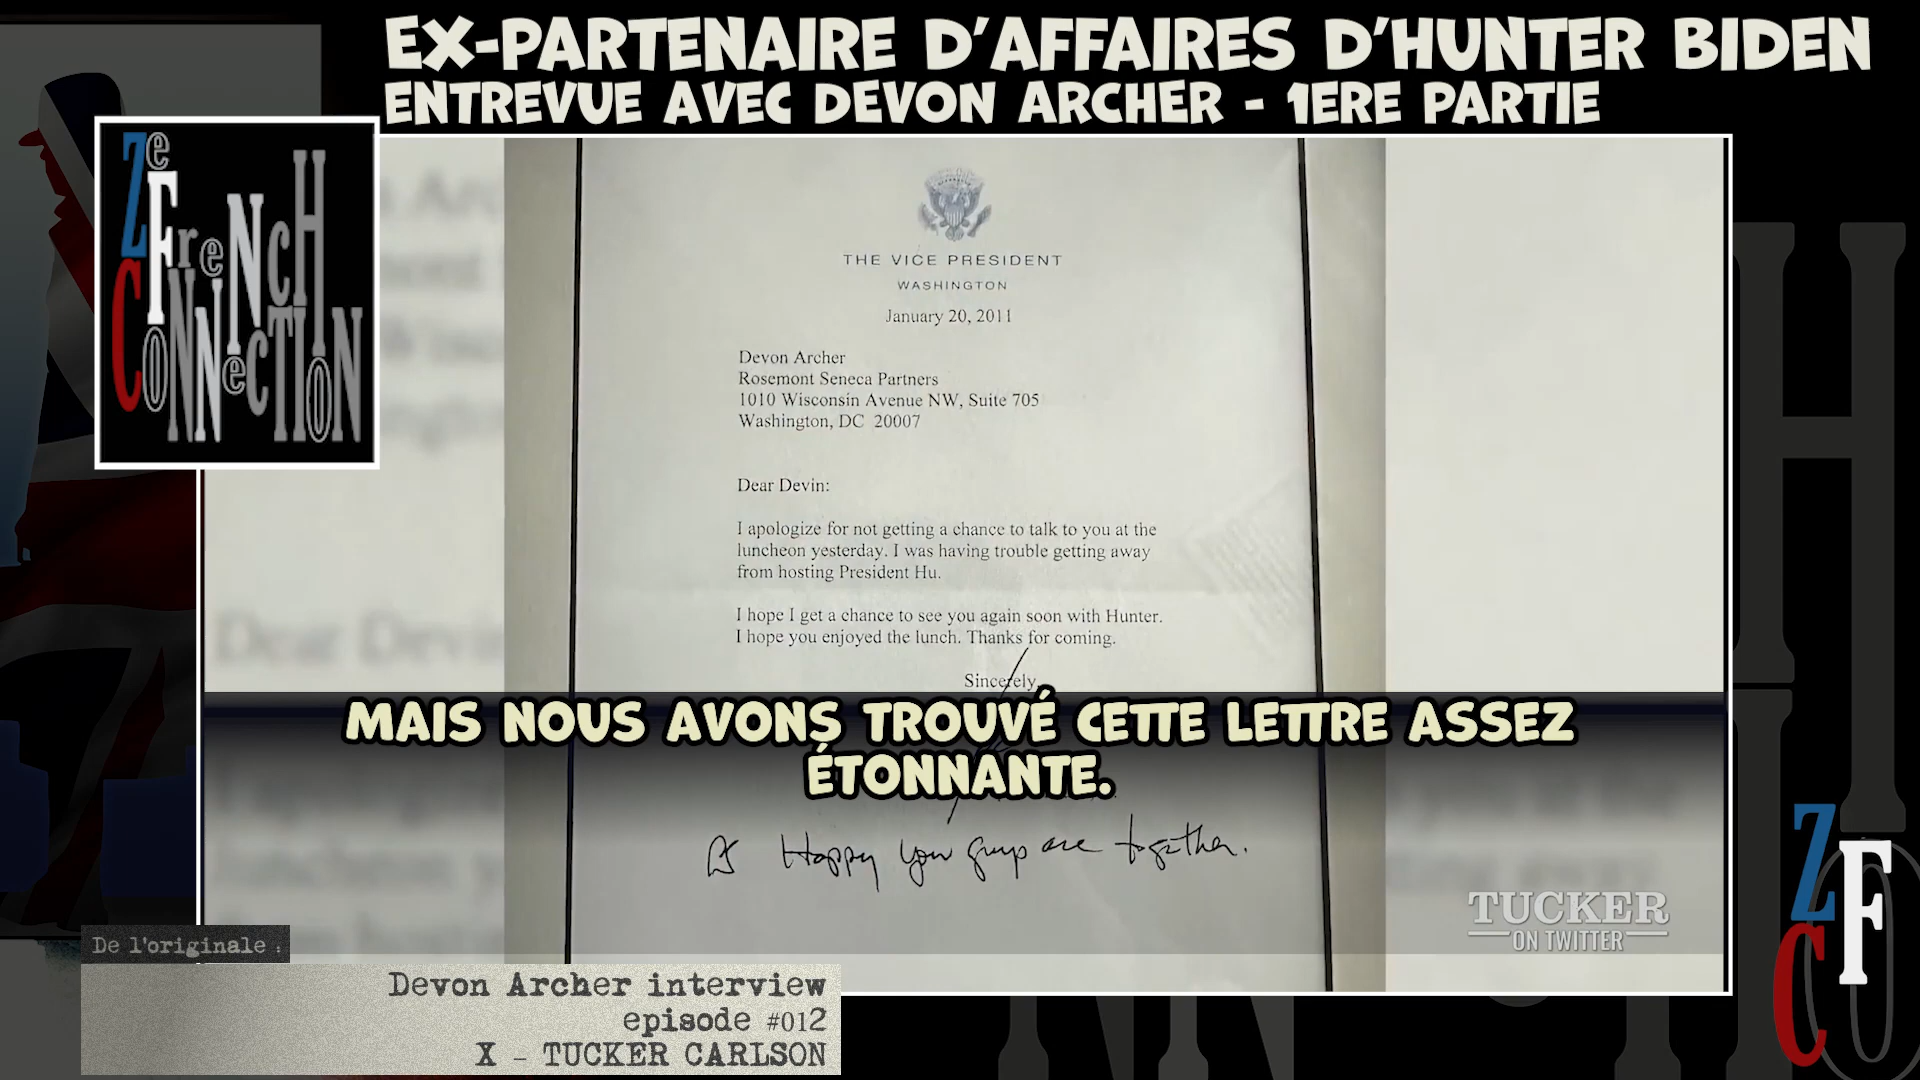 EX-PARTENAIRE D'AFFAIRES D'HUNTER BIDEN
ENTREVUE AVEC DEVON ARCHER - 1ERE PARTIE
Ze
FrencH
CONNecTION
THE VICE PRESIDENT
WASHINGTON
January 20, 2011
Devon Archer
Rosemont Seneca Partners
1010 Wisconsin Avenue NW, Suite 705
Washington, DC 20007
Dear Devin:
I apologize for not getting a chance to talk to you at the
luncheon yesterday. I was having trouble getting away
from hosting President Hu.
I hope I get a chance to see you again soon with Hunter.
I hope you enjoyed the lunch. Thanks for coming.
Sincerely,
MAIS NOUS AVONS TROUVÉ CETTE LETTRE ASSEZ
ÉTONNANTE.
PS Happy you guys are together.
TUCKER
ON TWITTER
De l'originale :
Devon Archer interview
episode #012
X - TUCKER CARLSON
ZFC